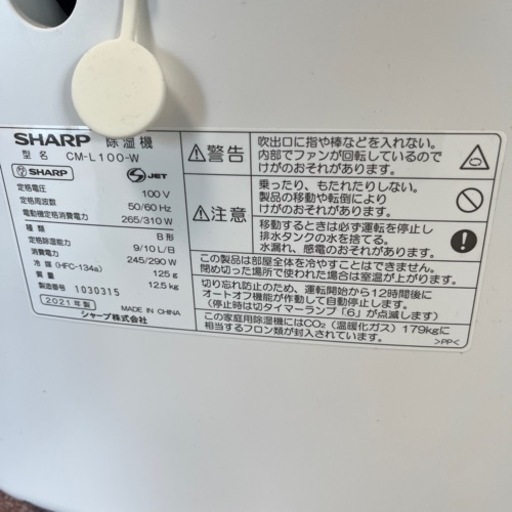 SHARP 除湿機
型 名 CM-L100-W
SHARP JET
定格電圧 100 V
定格周波数 50/60 Hz
電動機定格消費電力 265/310 W
種 類 B 形
定格除湿能力 9/10 L/日
消費電力 245/290 W
冷 媒 (HFC-134a) 125 g
質 量 12.5 kg
製造番号 1030315
2021年製 MADE IN CHINA
シャープ株式会社
警告
吹出口に指や棒などを入れない。
内部でファンが回転しているので
けがのおそれがあります。
注意
乗ったり、もたれたりしない。
製品の移動や転倒により
けがのおそれがあります。
移動するときは必ず運転を停止し
排水タンクの水を捨てる。
水漏れ、感電のおそれがあります。
この製品は部屋全体を冷やすことはできません。
閉め切った場所で使われた場合は室温が上がります。
切り忘れ防止のため、運転開始から12時間後に
オートオフ機能が作動して自動停止します。
(停止時は切タイマーランプ「6」が点滅します)
この家庭用除湿機にはCO₂(温暖化ガス)179kgに
相当するフロン類が封入されています。
>PP<